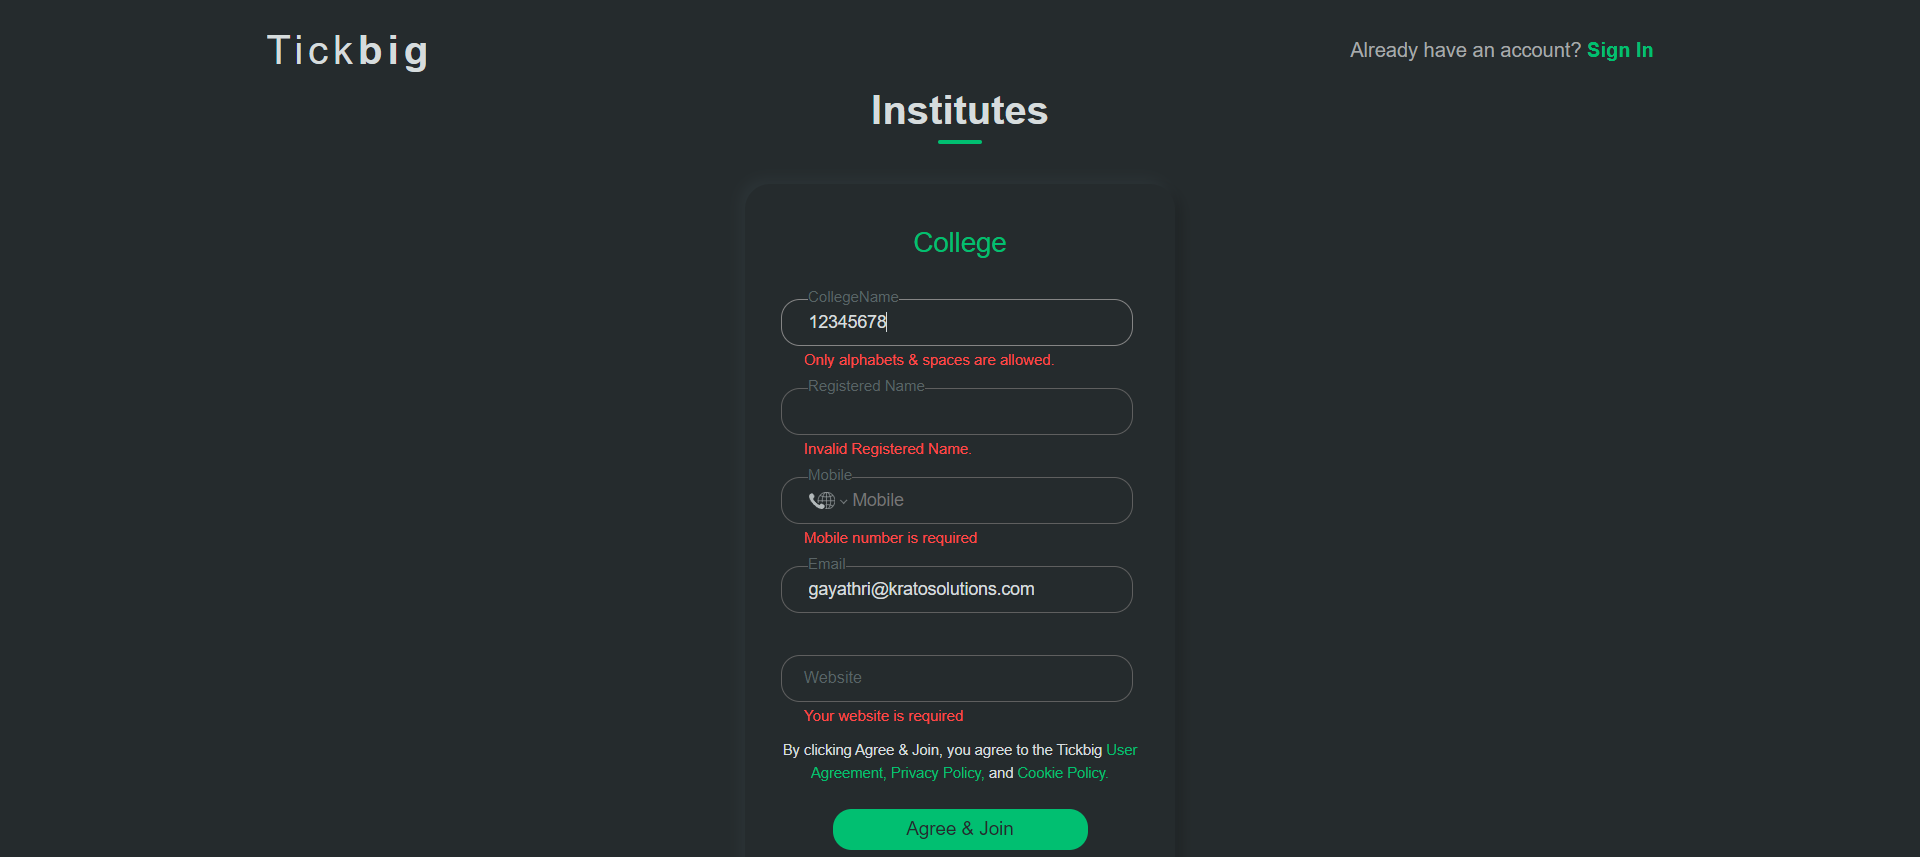 Tickbig
Already have an account? Sign In
Institutes
College
CollegeName
12345678
Only alphabets & spaces are allowed.
Registered Name
Invalid Registered Name.
Mobile
Mobile
Mobile number is required
Email
gayathri@kratosolutions.com
Website
Your website is required
By clicking Agree & Join, you agree to the Tickbig User
Agreement, Privacy Policy, and Cookie Policy.
Agree & Join